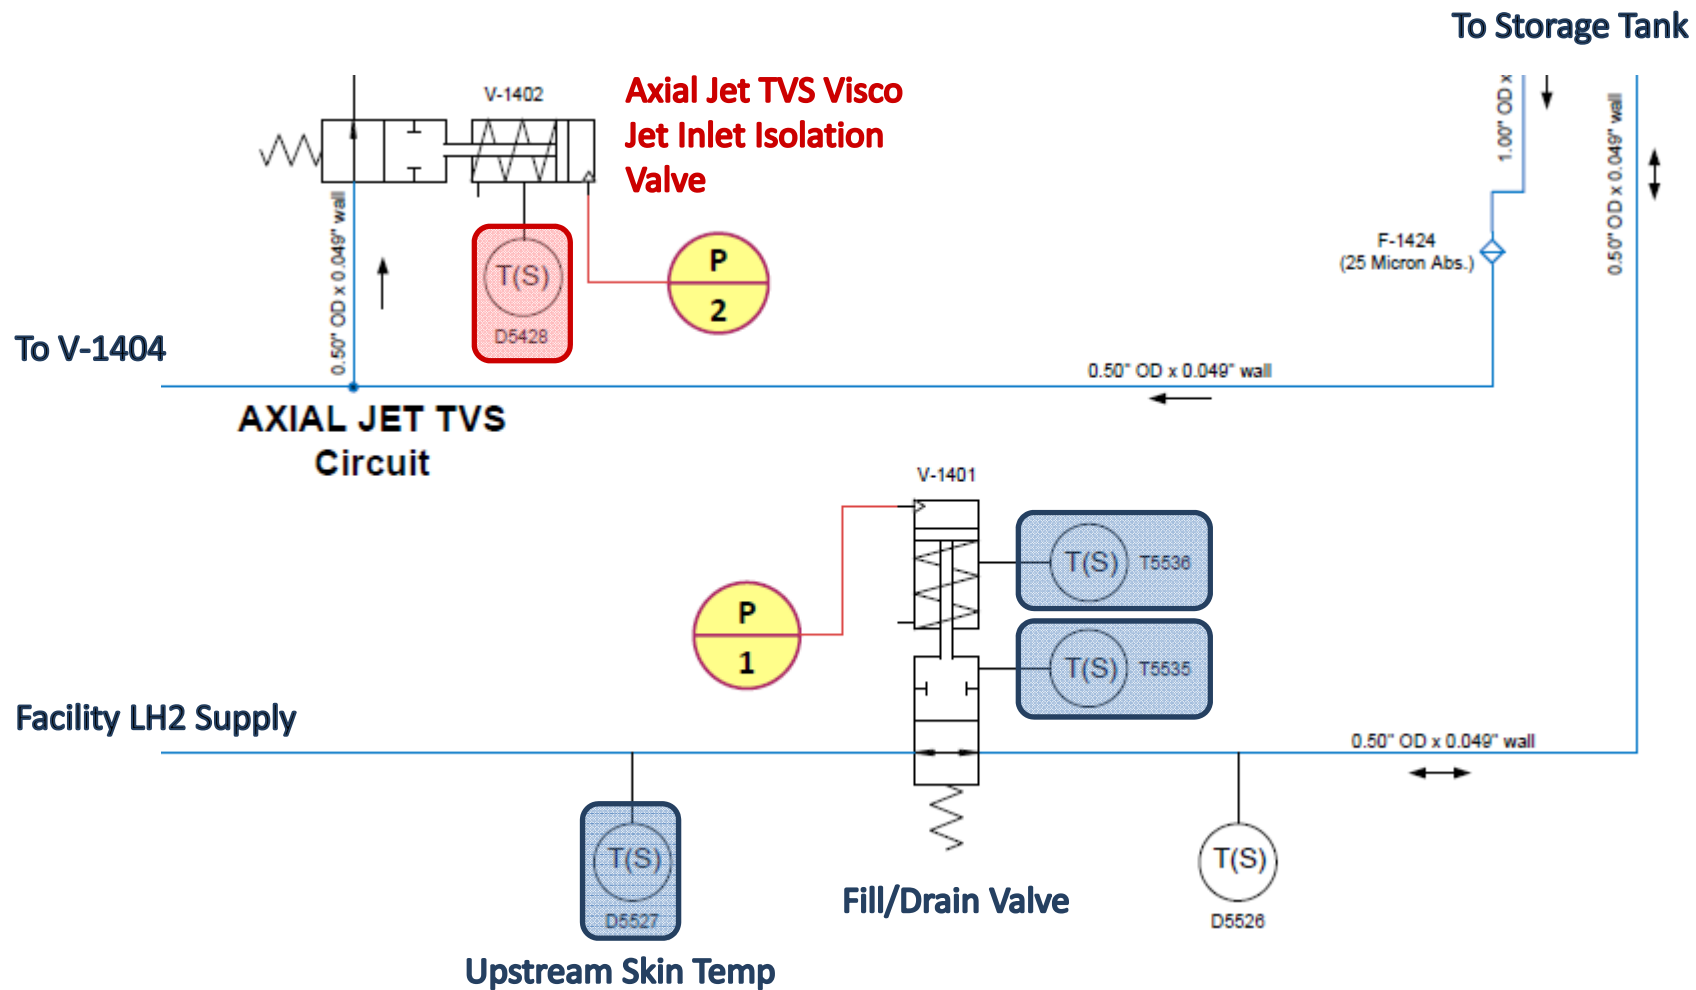 To Storage Tank
V-1402
Axial Jet TVS Visco
Jet Inlet Isolation
Valve
1.00" OD x
0.50" OD x 0.049" wall
0.50" OD x 0.049" wall
T(S)
D5428
P
2
F-1424
(25 Micron Abs.)
To V-1404
0.50" OD x 0.049" wall
AXIAL JET TVS
Circuit
V-1401
T(S) T5536
P
1
T(S) T5535
Facility LH2 Supply
0.50" OD x 0.049" wall
T(S)
D5527
Fill/Drain Valve
T(S)
D5526
Upstream Skin Temp